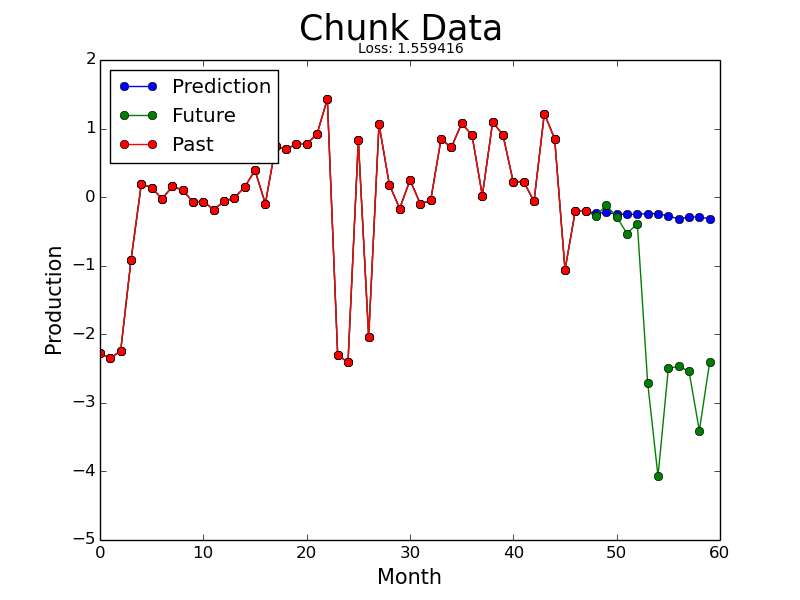 Chunk Data
Loss: 1.559416
Prediction
Future
Past
2
1
0
−1
−2
−3
−4
−5
Production
0 10 20 30 40 50 60
Month